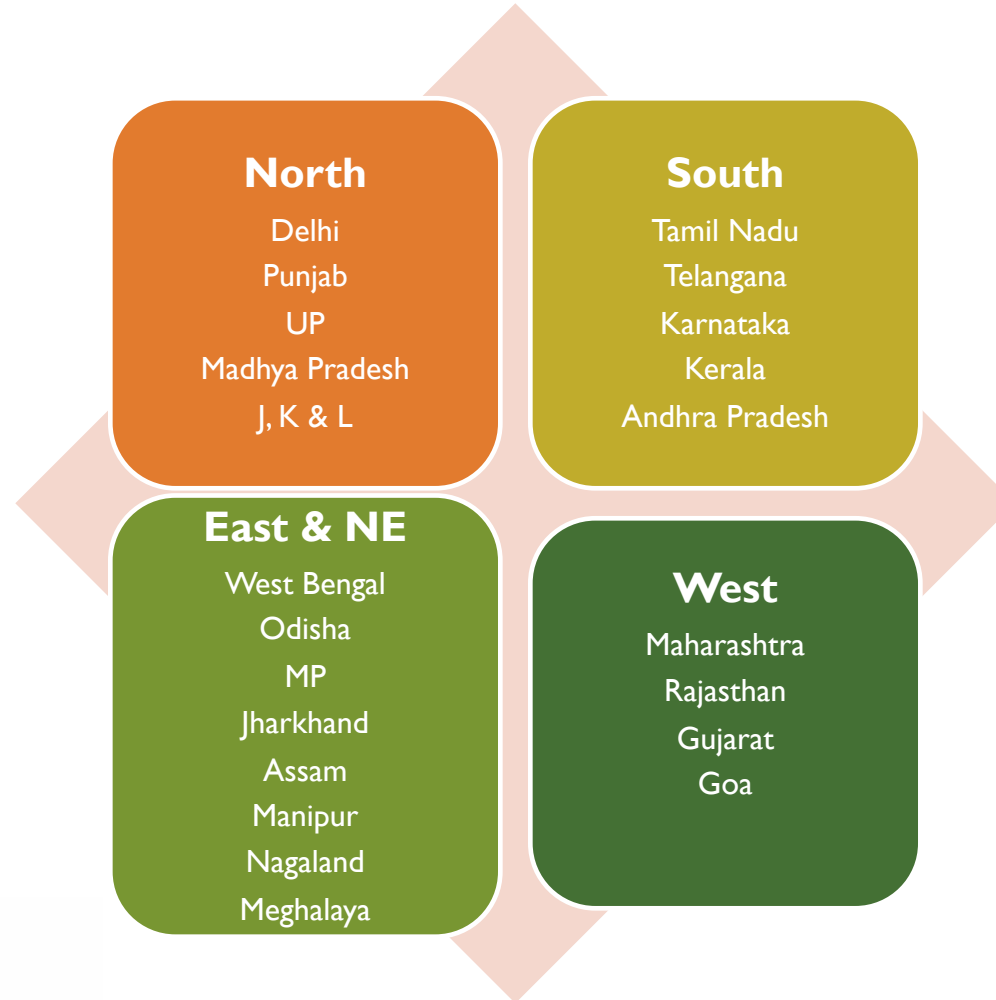 North
Delhi
Punjab
UP
Madhya Pradesh
J, K & L
South
Tamil Nadu
Telangana
Karnataka
Kerala
Andhra Pradesh
East & NE
West Bengal
Odisha
MP
Jharkhand
Assam
Manipur
Nagaland
Meghalaya
West
Maharashtra
Rajasthan
Gujarat
Goa